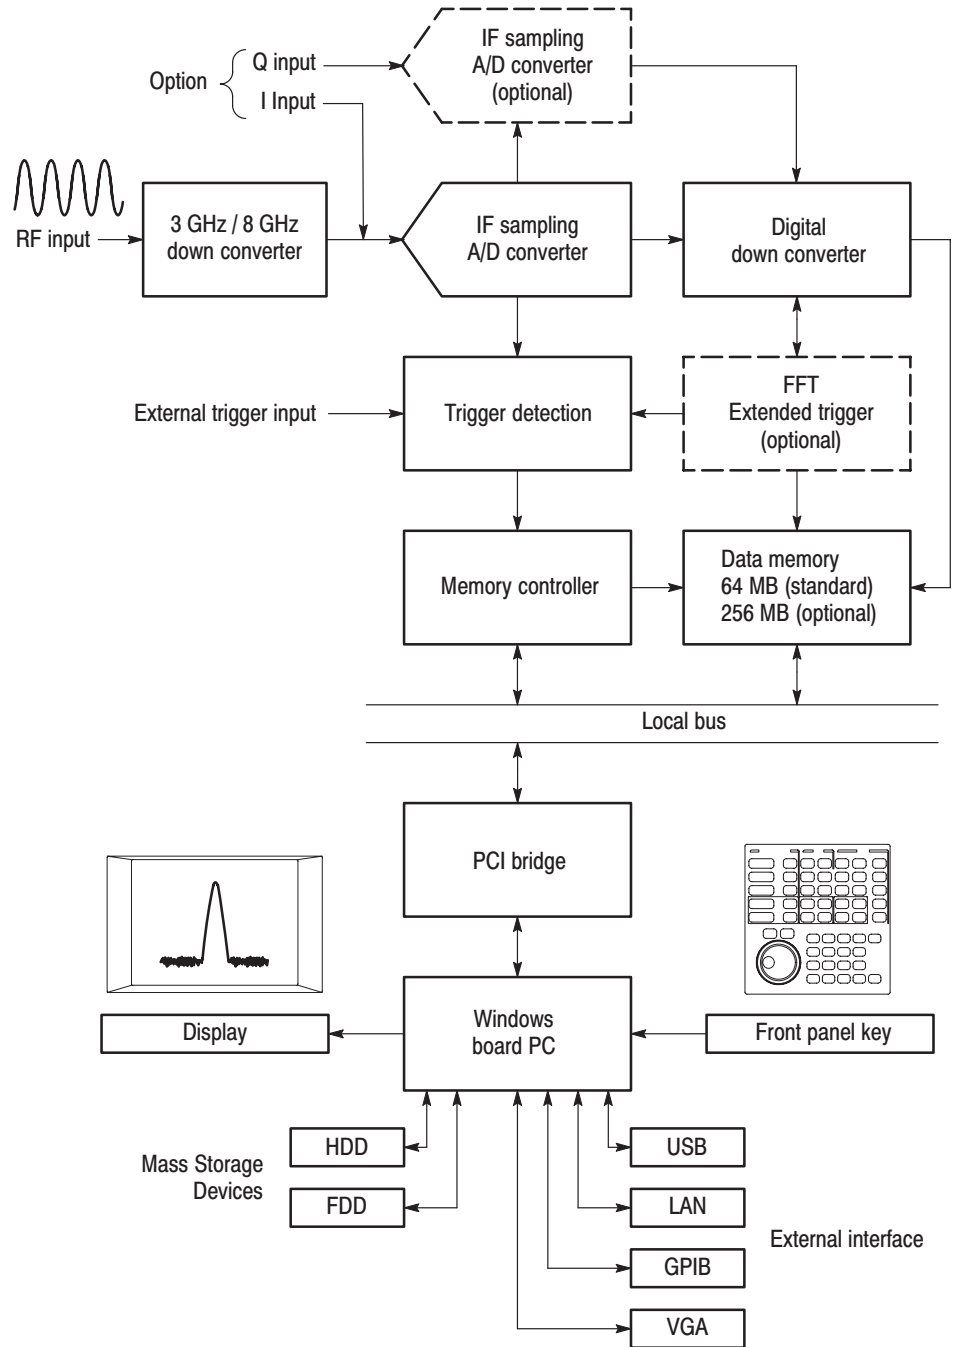 IF sampling
A/D converter
(optional)
Q input
Option
I Input
RF input
3 GHz / 8 GHz
down converter
IF sampling
A/D converter
Digital
down converter
External trigger input
Trigger detection
FFT
Extended trigger
(optional)
Memory controller
Data memory
64 MB (standard)
256 MB (optional)
Local bus
PCI bridge
Display
Windows
board PC
Front panel key
Mass Storage
Devices
HDD
FDD
USB
LAN
GPIB
VGA
External interface